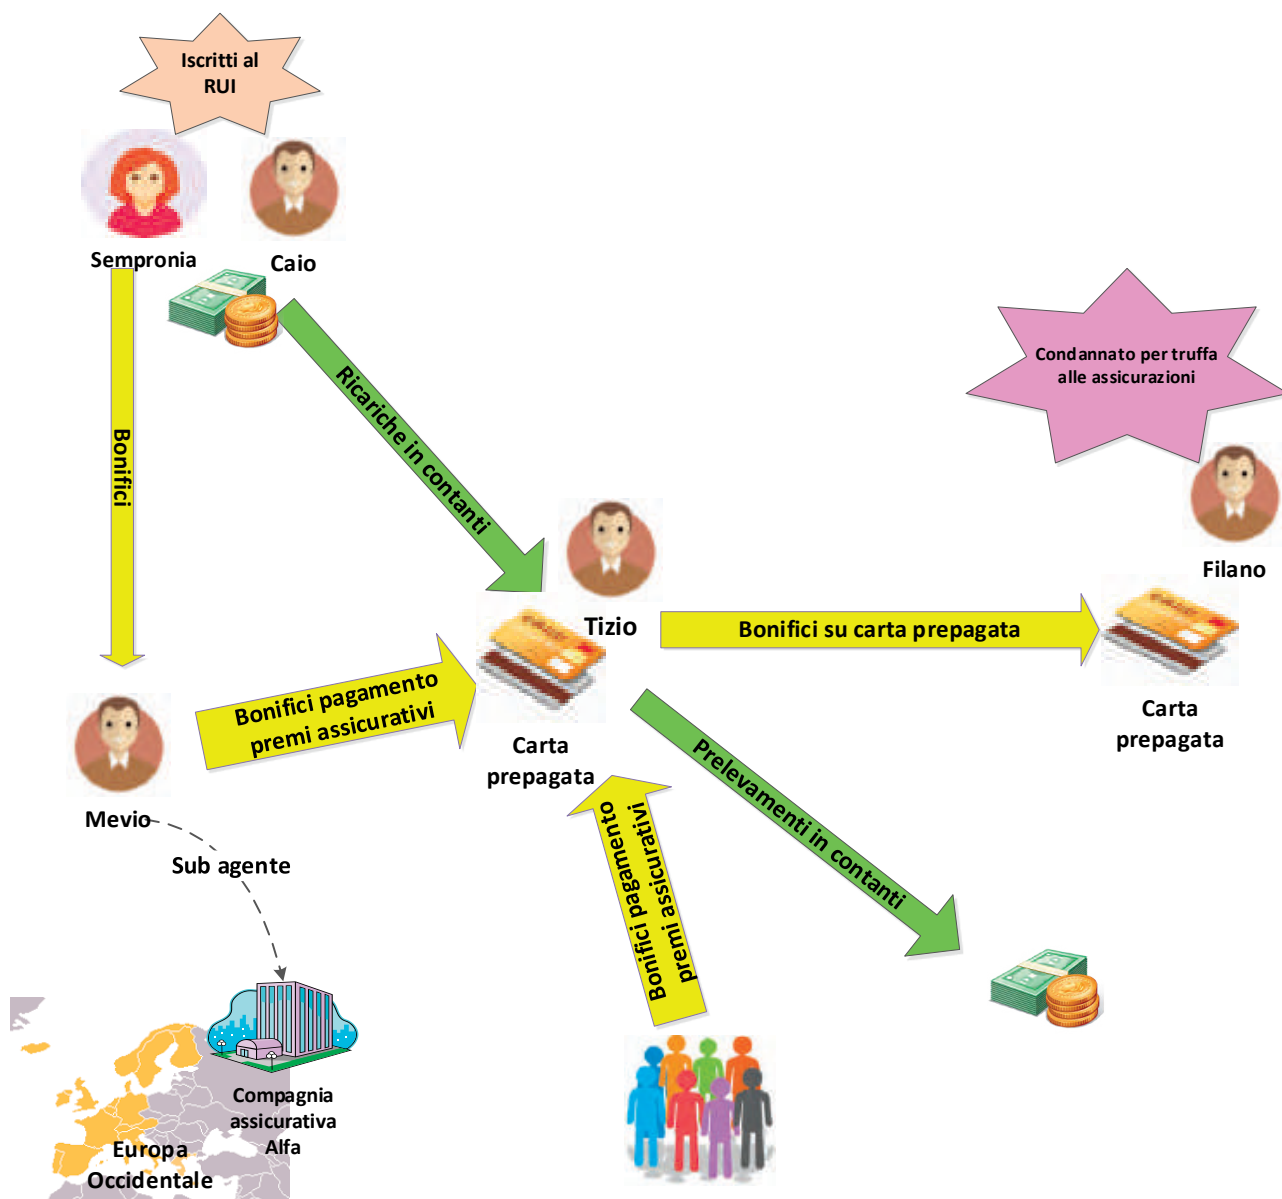 Iscritti al
RUI
Sempronia
Caio
Bonifici
Ricariche in contanti
Condannato per truffa
alle assicurazioni
Filano
Tizio
Bonifici su carta prepagata
Carta
prepagata
Bonifici pagamento
premi assicurativi
Carta
prepagata
Mevio
Sub agente
Prelevamenti in contanti
Bonifici pagamento
premi assicurativi
Compagnia
assicurativa
Alfa
Europa
Occidentale